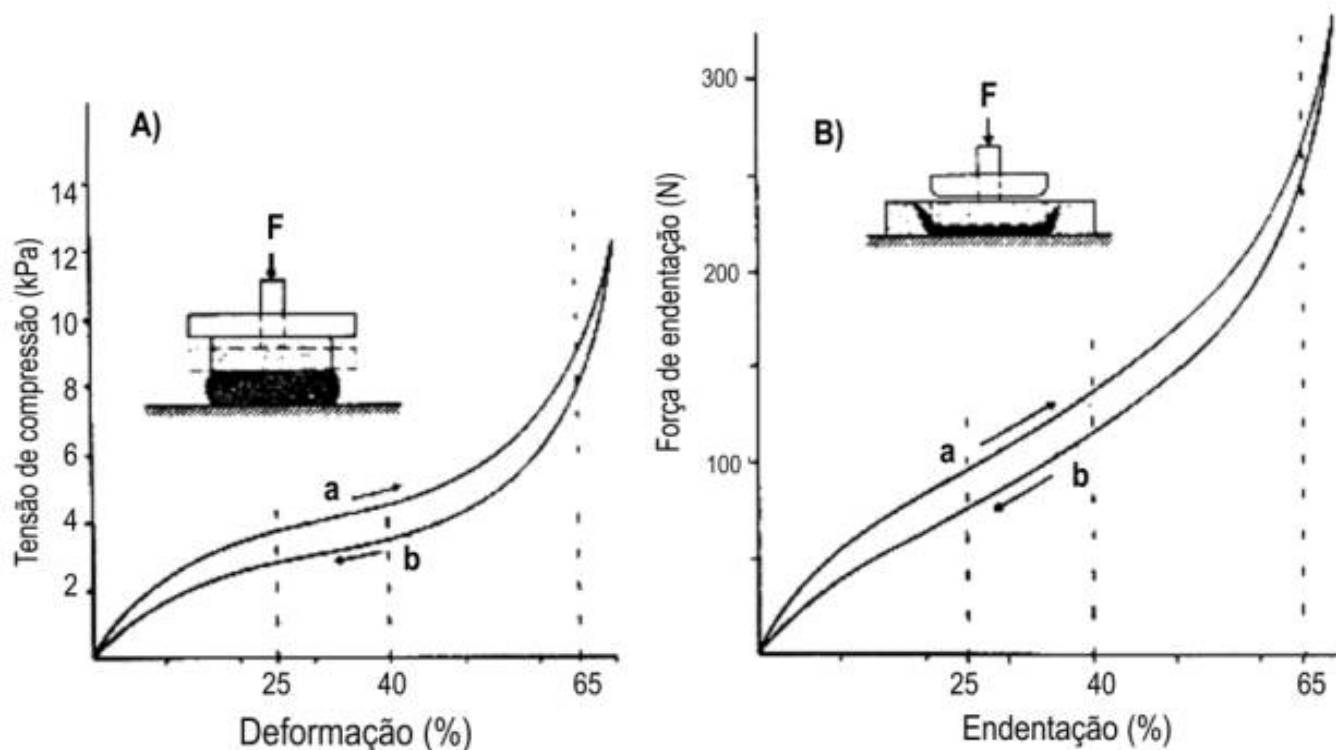 A)
Tensão de compressão (kPa)
14
12
10
8
6
4
2
F
a
b
25
40
65
Deformação (%)
B)
Força de endentação (N)
300
200
100
F
a
b
25
40
65
Endentação (%)